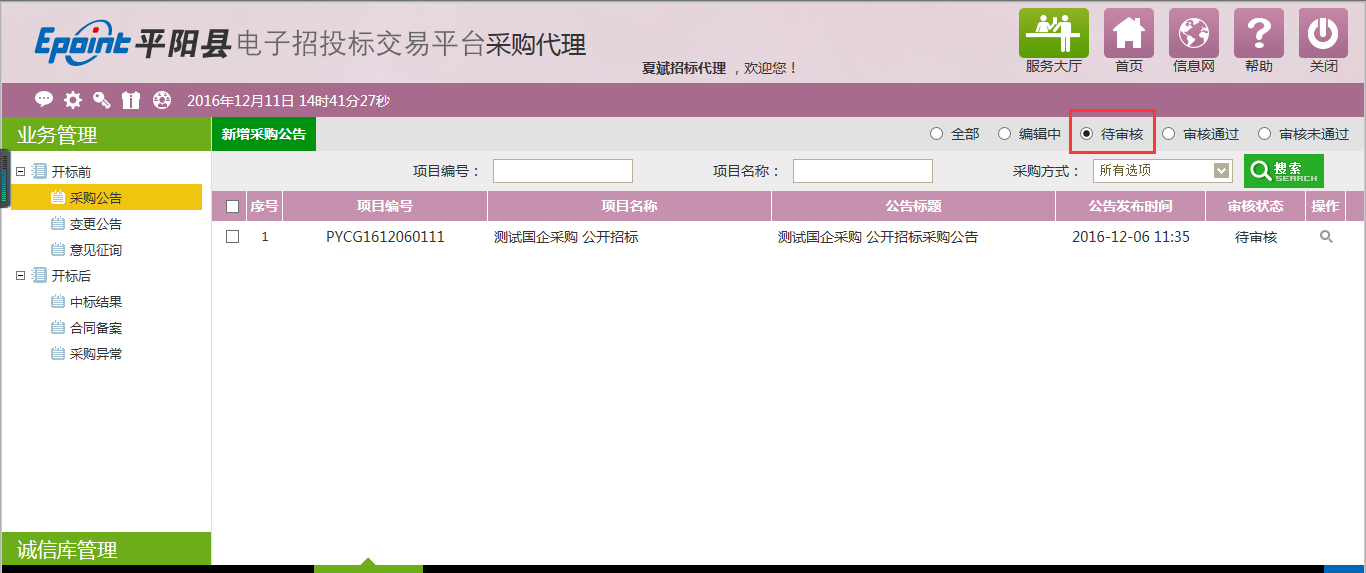 Epoint 平阳县电子招投标交易平台采购代理
夏斌招标代理 ，欢迎您！
服务大厅 首页 信息网 帮助 关闭
2016年12月11日 14时41分27秒
业务管理
新增采购公告
全部 编辑中 待审核 审核通过 审核未通过
开标前
项目编号： 项目名称： 采购方式： 所有选项 搜索 SEARCH
采购公告
序号 项目编号 项目名称 公告标题 公告发布时间 审核状态 操作
变更公告
1 PYCG1612060111 测试国企采购 公开招标 测试国企采购 公开招标采购公告 2016-12-06 11:35 待审核
意见征询
开标后
中标结果
合同备案
采购异常
诚信库管理